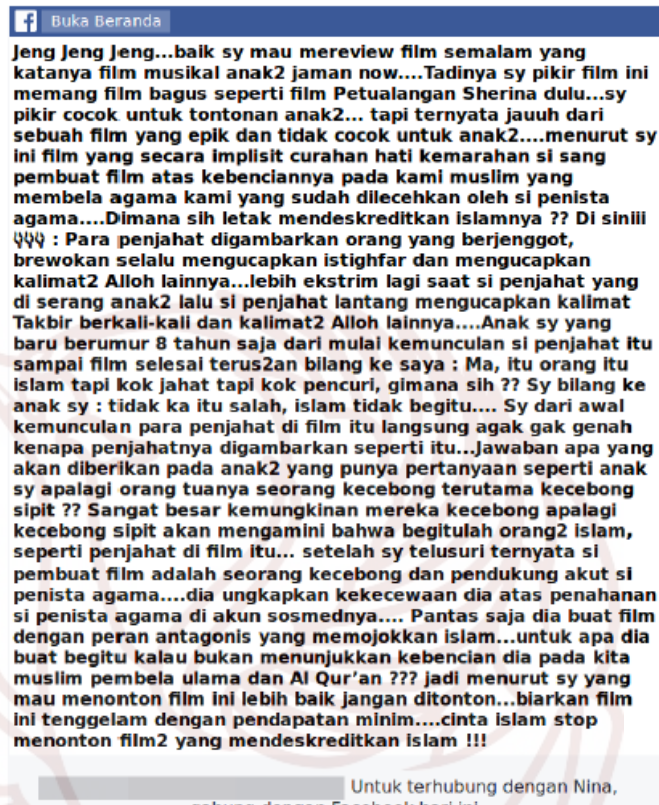 f Buka Beranda
Jeng Jeng Jeng...baik sy mau mereview film semalam yang
katanya film musikal anak2 jaman now....Tadinya sy pikir film ini
memang film bagus seperti film Petualangan Sherina dulu...sy
pikir cocok untuk tontonan anak2... tapi ternyata jauuh dari
sebuah film yang epik dan tidak cocok untuk anak2....menurut sy
ini film yang secara implisit curahan hati kemarahan si sang
pembuat film atas kebenciannya pada kami muslim yang
membela agama kami yang sudah dilecehkan oleh si penista
agama....Dimana sih letak mendeskreditkan islamnya ?? Di siniii
👇👇👇 : Para penjahat digambarkan orang yang berjenggot,
brewokan selalu mengucapkan istighfar dan mengucapkan
kalimat2 Alloh lainnya...lebih ekstrim lagi saat si penjahat yang
di serang anak2 lalu si penjahat lantang mengucapkan kalimat
Takbir berkali-kali dan kalimat2 Alloh lainnya....Anak sy yang
baru berumur 8 tahun saja dari mulai kemunculan si penjahat itu
sampai film selesai terus2an bilang ke saya : Ma, itu orang itu
islam tapi kok jahat tapi kok pencuri, gimana sih ?? Sy bilang ke
anak sy : tidak ka itu salah, islam tidak begitu.... Sy dari awal
kemunculan para penjahat di film itu langsung agak gak genah
kenapa penjahatnya digambarkan seperti itu...Jawaban apa yang
akan diberikan pada anak2 yang punya pertanyaan seperti anak
sy apalagi orang tuanya seorang kecebong terutama kecebong
sipit ?? Sangat besar kemungkinan mereka kecebong apalagi
kecebong sipit akan mengamini bahwa begitulah orang2 islam,
seperti penjahat di film itu... setelah sy telusuri ternyata si
pembuat film adalah seorang kecebong dan pendukung akut si
penista agama....dia ungkapkan kekecewaan dia atas penahanan
si penista agama di akun sosmednya.... Pantas saja dia buat film
dengan peran antagonis yang memojokkan islam...untuk apa dia
buat begitu kalau bukan menunjukkan kebencian dia pada kita
muslim pembela ulama dan Al Qur'an ??? jadi menurut sy yang
mau menonton film ini lebih baik jangan ditonton...biarkan film
ini tenggelam dengan pendapatan minim....cinta islam stop
menonton film2 yang mendeskreditkan islam !!!
Untuk terhubung dengan Nina,
gabung dengan Facebook hari ini